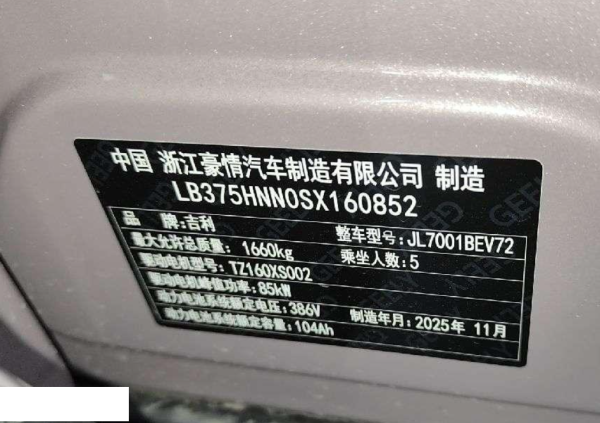 中国 浙江豪情汽车制造有限公司 制造
LB375HNN0SX160852
品 牌:吉利
整车型号:JL7001BEV72
最大允许总质量: 1660kg
乘坐人数:5
驱动电机型号:TZ160XS002
驱动电机峰值功率:85kW
动力电池系统额定电压:386V
制造年月:2025年 11月
动力电池系统额定容量:104Ah
GEELY